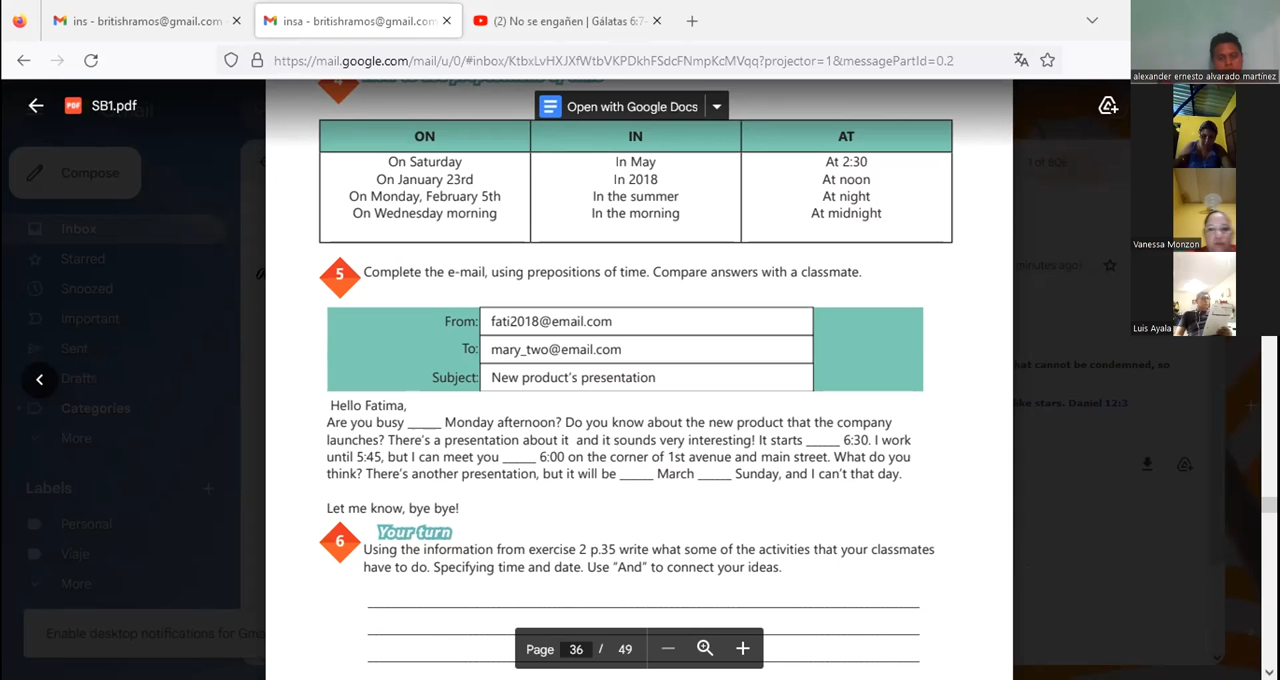 ins - britishramos@gmail.com
insa - britishramos@gmail.com
(2) No se engañen | Gálatas 6:7-
https://mail.google.com/mail/u/0/#inbox/KtbxLvHXJXfWtbVKPDkhFSdcFNmpKcMVqq?projector=1&messagePartId=0.2
alexander ernesto alvarado martínez
SB1.pdf
Open with Google Docs
Compose
1 of 808
ON IN AT
On Saturday In May At 2:30
On January 23rd In 2018 At noon
On Monday, February 5th In the summer At night
On Wednesday morning In the morning At midnight
Inbox
Vanessa Monzon
Starred
minutes ago)
5 Complete the e-mail, using prepositions of time. Compare answers with a classmate.
Snoozed
Important
From: fati2018@email.com
Luis Ayala
Sent
To: mary_two@email.com
hat cannot be condemned, so
Drafts
Subject: New product's presentation
Categories
like stars. Daniel 12:3
Hello Fatima,
More
Are you busy _____ Monday afternoon? Do you know about the new product that the company
launches? There's a presentation about it and it sounds very interesting! It starts _____ 6:30. I work
until 5:45, but I can meet you _____ 6:00 on the corner of 1st avenue and main street. What do you
think? There's another presentation, but it will be _____ March _____ Sunday, and I can't that day.
Labels
Let me know, bye bye!
Personal
Your turn
6 Using the information from exercise 2 p.35 write what some of the activities that your classmates
have to do. Specifying time and date. Use "And" to connect your ideas.
Viaje
More
Enable desktop notifications for Gma
Page 36 / 49